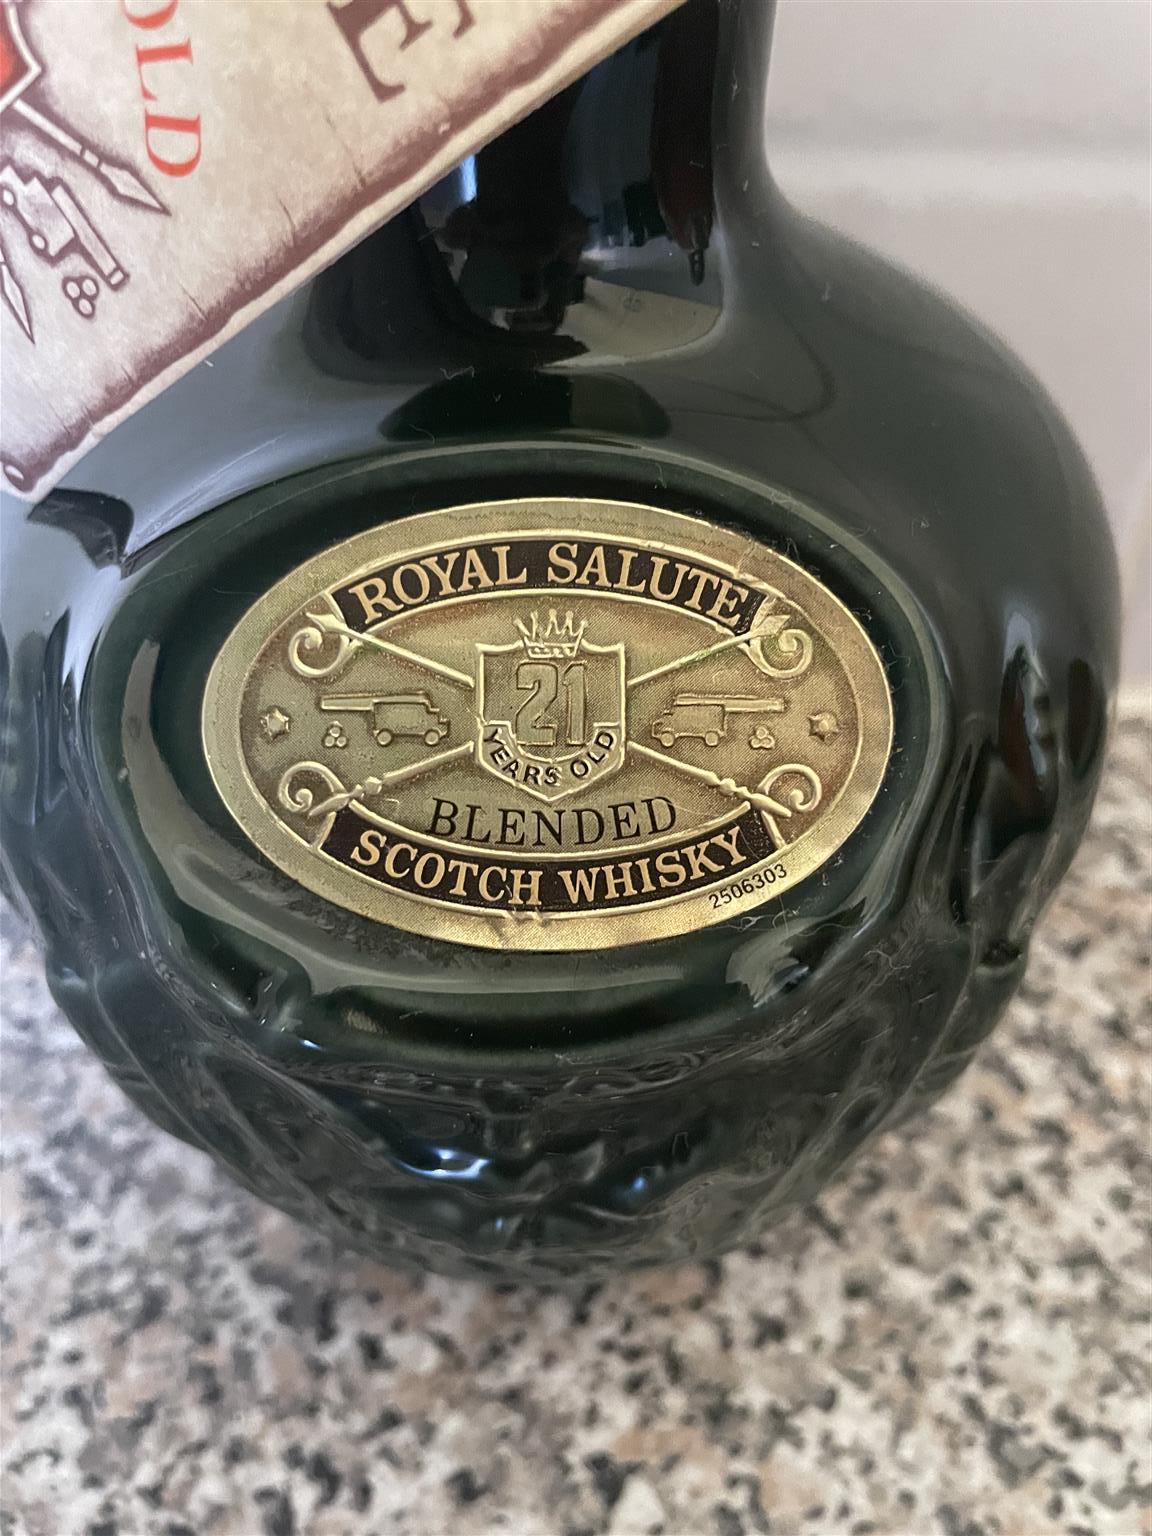 E
OLD
ROYAL SALUTE
21
YEARS OLD
BLENDED
SCOTCH WHISKY
2506303